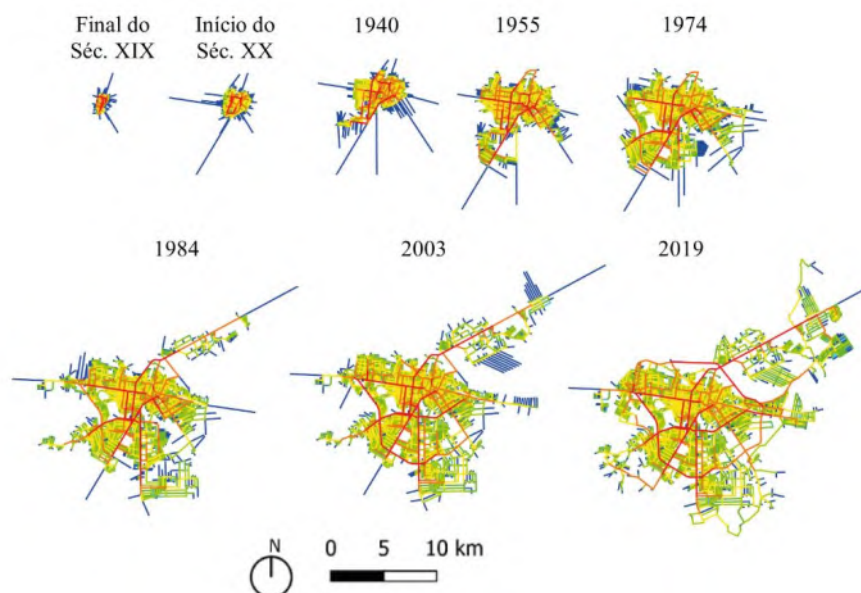 Final do
Séc. XIX
Início do
Séc. XX
1940
1955
1974
1984
2003
2019
N
0 5 10 km